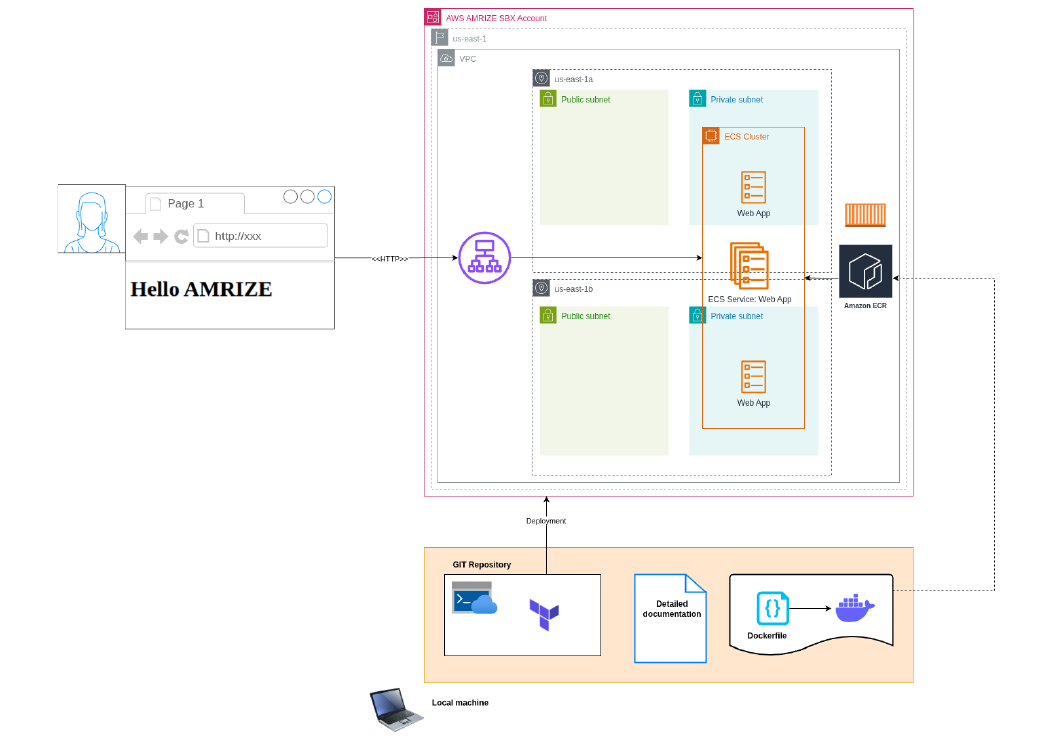 AWS AMRIZE SBX Account
us-east-1
VPC
us-east-1a
Public subnet
Private subnet
ECS Cluster
Web App
Page 1
http://xxx
<<HTTP>>
Hello AMRIZE
ECS Service: Web App
Amazon ECR
us-east-1b
Public subnet
Private subnet
Web App
Deployment
GIT Repository
Detailed
documentation
{}
Dockerfile
Local machine